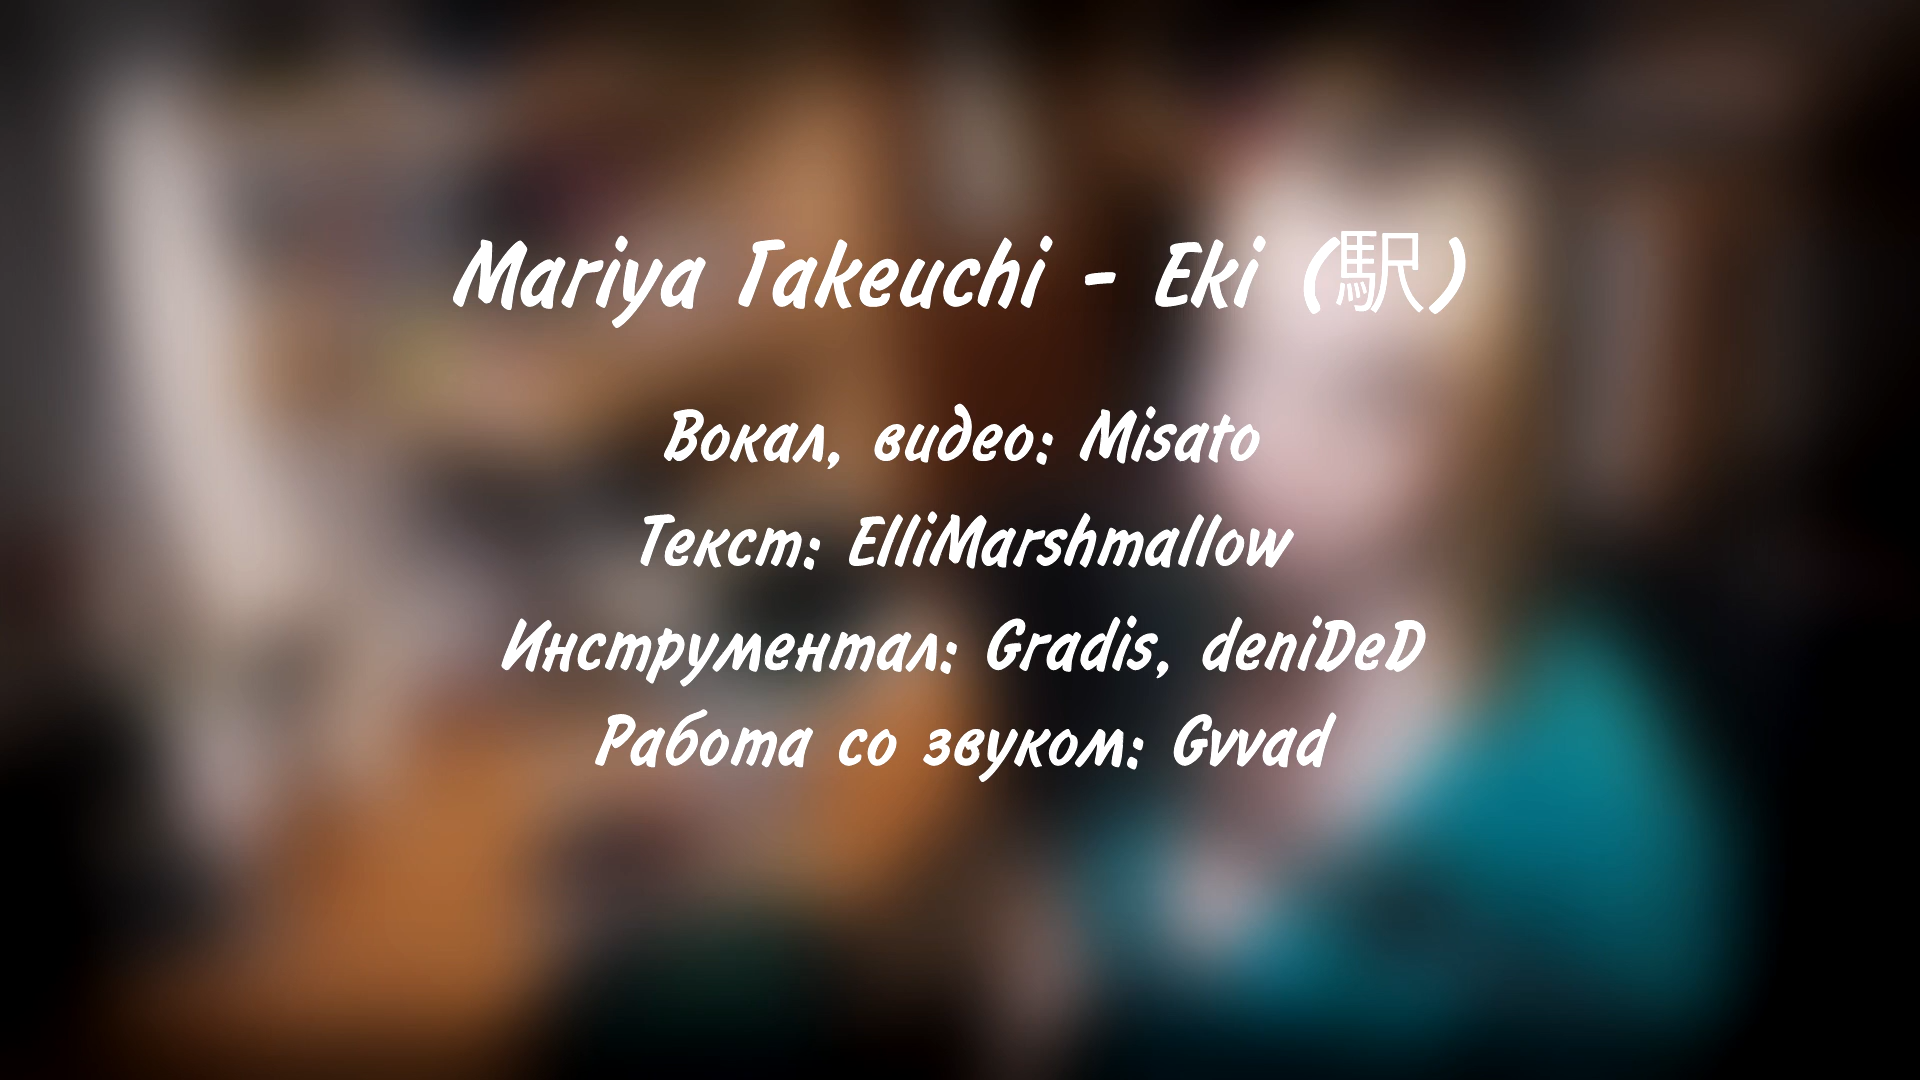 Mariya Takeuchi - Eki (駅)
Вокал, видео: Misato
Текст: ElliMarshmallow
Инструментал: Gradis, deniDeD
Работа со звуком: Gvvad